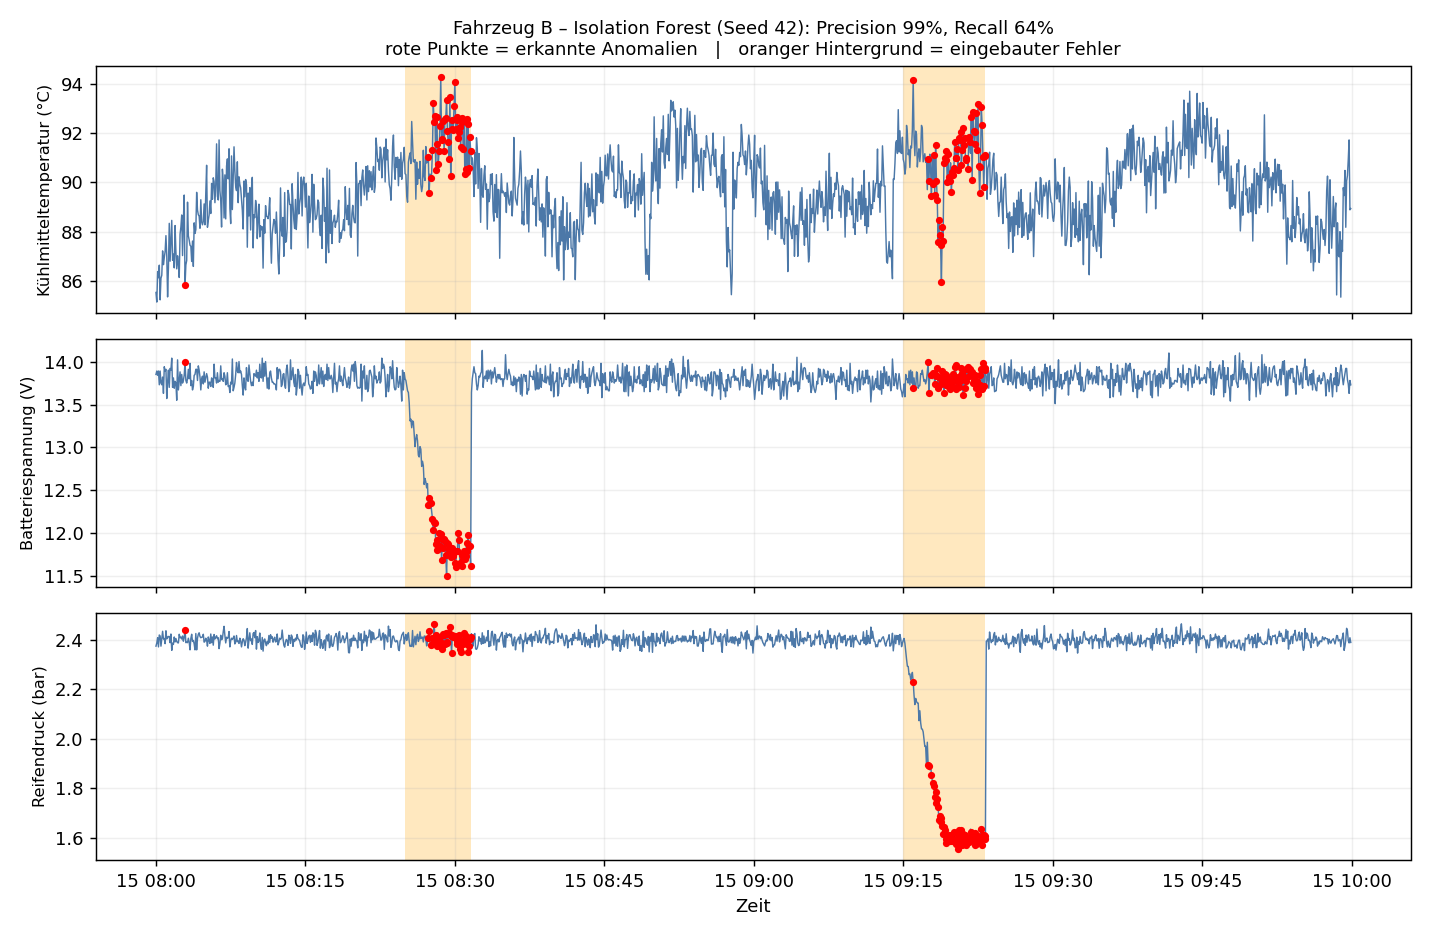 Fahrzeug B – Isolation Forest (Seed 42): Precision 99%, Recall 64%
rote Punkte = erkannte Anomalien | oranger Hintergrund = eingebauter Fehler
Kühlmitteltemperatur (°C)
94
92
90
88
86
Batteriespannung (V)
14.0
13.5
13.0
12.5
12.0
11.5
Reifendruck (bar)
2.4
2.2
2.0
1.8
1.6
15 08:00 15 08:15 15 08:30 15 08:45 15 09:00 15 09:15 15 09:30 15 09:45 15 10:00
Zeit